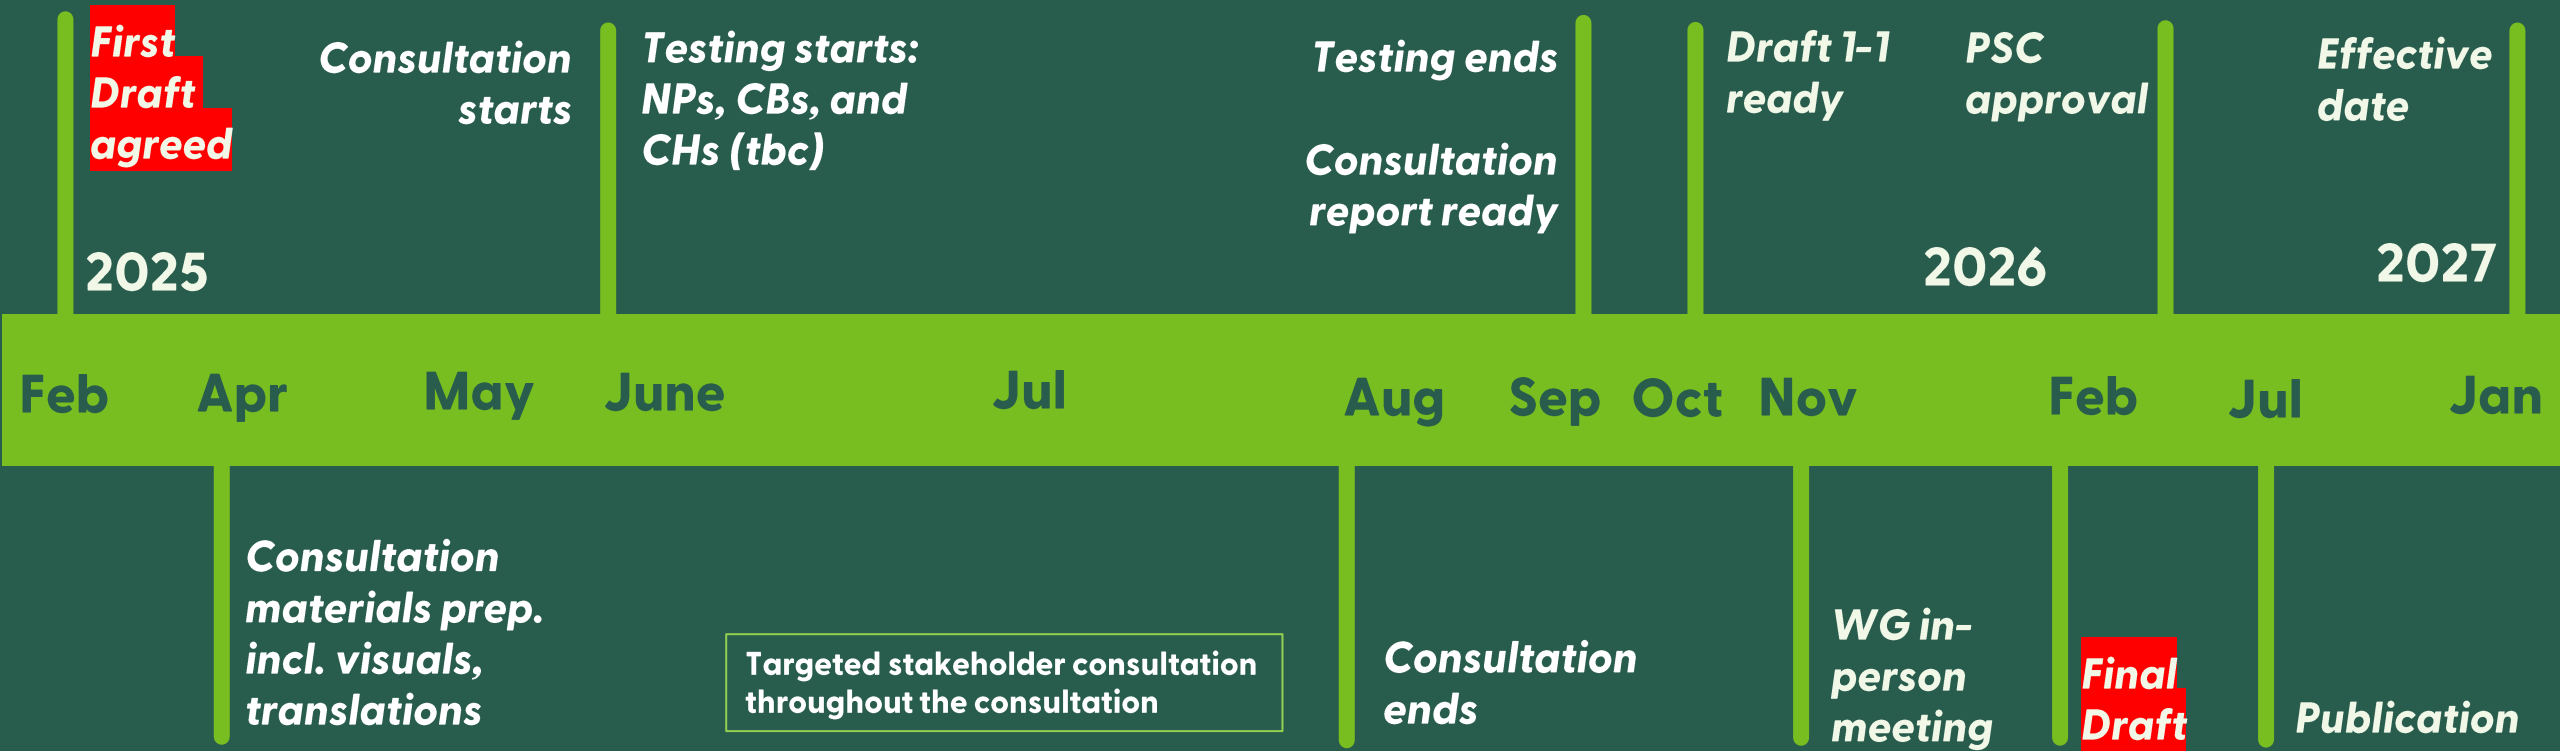 First
Draft
agreed
Consultation
starts
Testing starts:
NPs, CBs, and
CHs (tbc)
Testing ends
Consultation
report ready
Draft 1-1
ready
PSC
approval
Effective
date
2025
2026
2027
Feb
Apr
May
June
Jul
Aug
Sep
Oct
Nov
Feb
Jul
Jan
Consultation
materials prep.
incl. visuals,
translations
Targeted stakeholder consultation
throughout the consultation
Consultation
ends
WG in-
person
meeting
Final
Draft
Publication